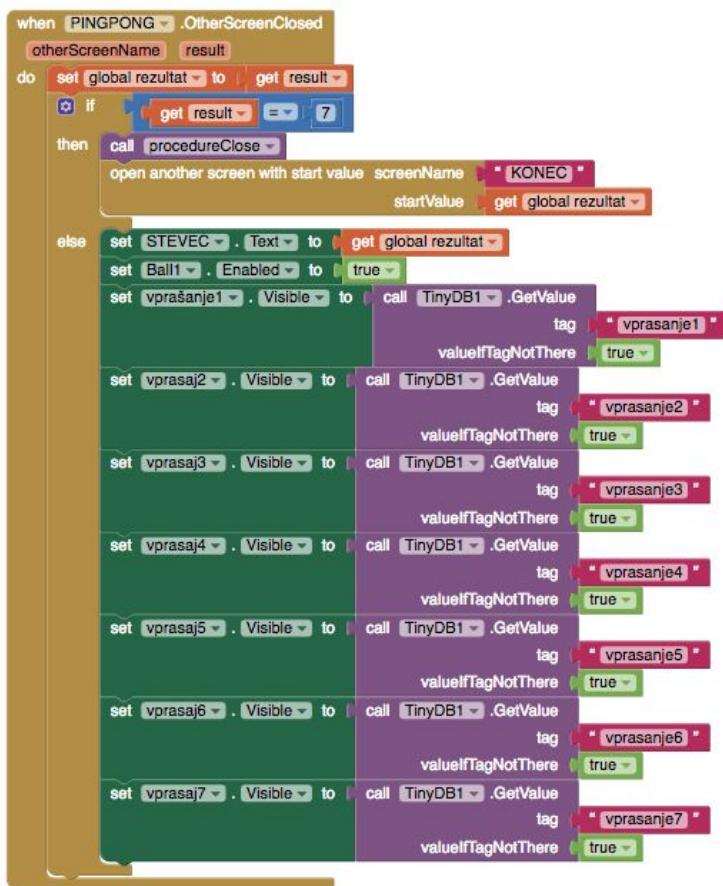 when PINGPONG .OtherScreenClosed
otherScreenName result
do set global rezultat to get result
if get result = 7
then call procedureClose
open another screen with start value screenName " KONEC "
startValue get global rezultat
else set STEVEC . Text to get global rezultat
set Ball1 . Enabled to true
set vprašanje1 . Visible to call TinyDB1 .GetValue
tag " vprasanje1 "
valueIfTagNotThere true
set vprasaj2 . Visible to call TinyDB1 .GetValue
tag " vprasanje2 "
valueIfTagNotThere true
set vprasaj3 . Visible to call TinyDB1 .GetValue
tag " vprasanje3 "
valueIfTagNotThere true
set vprasaj4 . Visible to call TinyDB1 .GetValue
tag " vprasanje4 "
valueIfTagNotThere true
set vprasaj5 . Visible to call TinyDB1 .GetValue
tag " vprasanje5 "
valueIfTagNotThere true
set vprasaj6 . Visible to call TinyDB1 .GetValue
tag " vprasanje6 "
valueIfTagNotThere true
set vprasaj7 . Visible to call TinyDB1 .GetValue
tag " vprasanje7 "
valueIfTagNotThere true